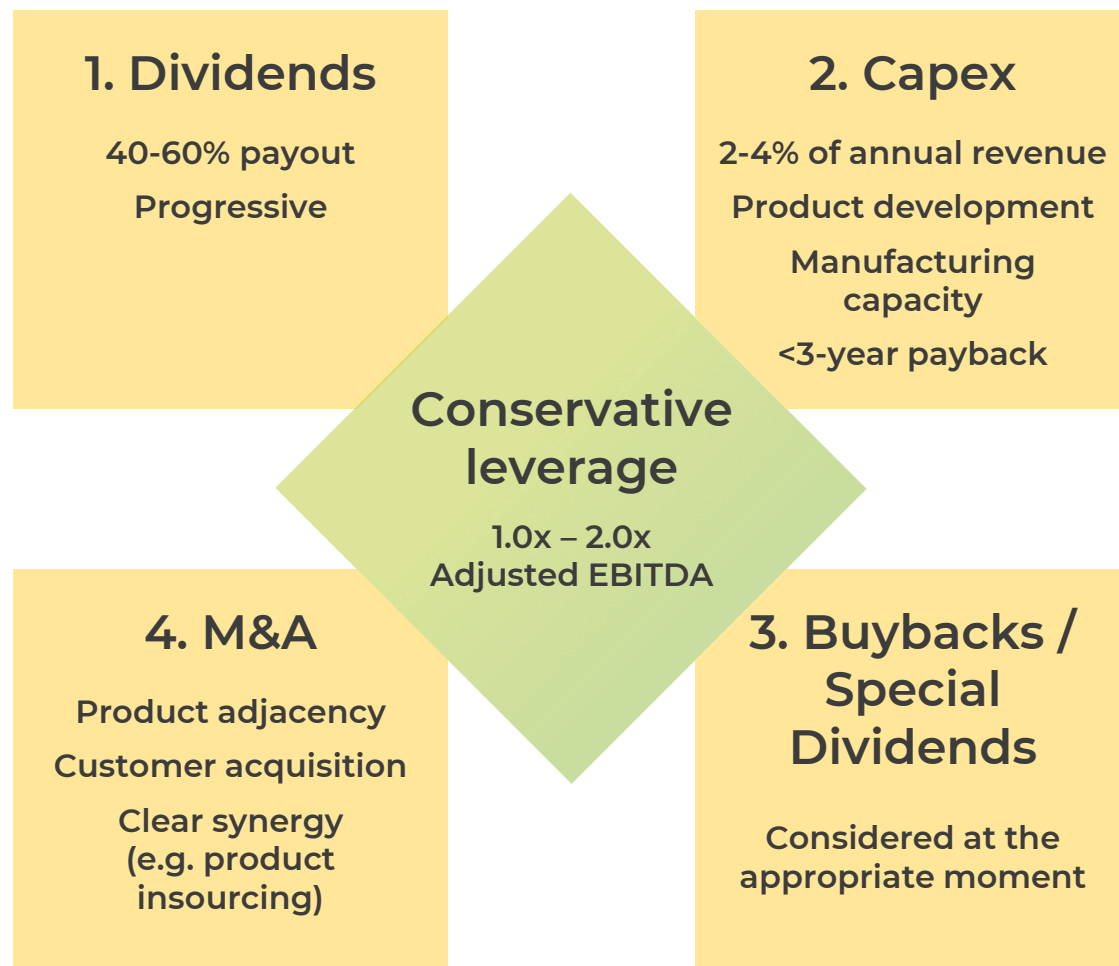 1. Dividends
40-60% payout
Progressive
2. Capex
2-4% of annual revenue
Product development
Manufacturing
capacity
<3-year payback
Conservative
leverage
1.0x – 2.0x
Adjusted EBITDA
3. Buybacks /
Special
Dividends
Considered at the
appropriate moment
4. M&A
Product adjacency
Customer acquisition
Clear synergy
(e.g. product
insourcing)